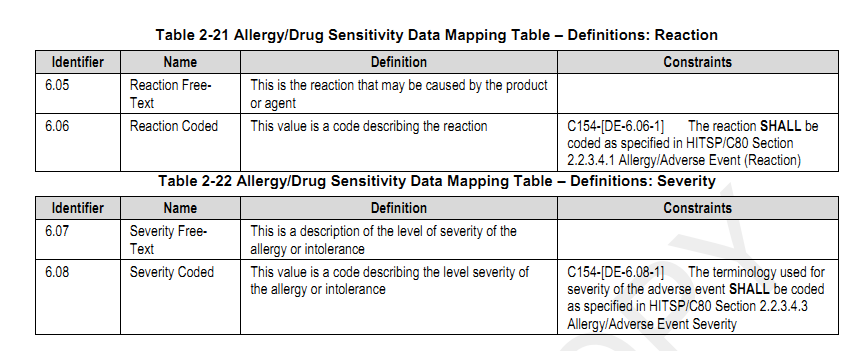 Table 2-21 Allergy/Drug Sensitivity Data Mapping Table – Definitions: Reaction
Identifier Name Definition Constraints
6.05 Reaction Free- This is the reaction that may be caused by the product
Text or agent
6.06 Reaction Coded This value is a code describing the reaction C154-[DE-6.06-1] The reaction SHALL be
coded as specified in HITSP/C80 Section
2.2.3.4.1 Allergy/Adverse Event (Reaction)
Table 2-22 Allergy/Drug Sensitivity Data Mapping Table – Definitions: Severity
Identifier Name Definition Constraints
6.07 Severity Free- This is a description of the level of severity of the
Text allergy or intolerance
6.08 Severity Coded This value is a code describing the level severity of C154-[DE-6.08-1] The terminology used for
the allergy or intolerance severity of the adverse event SHALL be coded
as specified in HITSP/C80 Section 2.2.3.4.3
Allergy/Adverse Event Severity